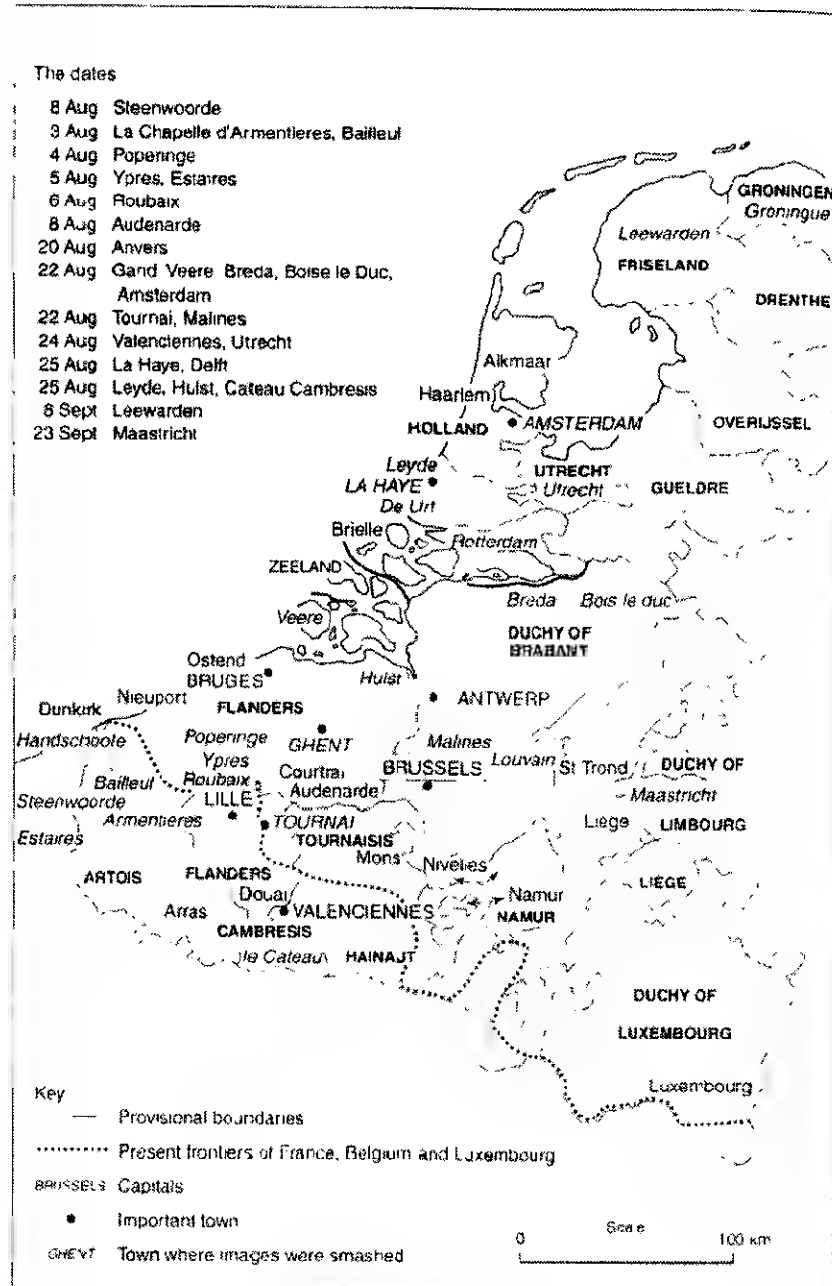 The dates
8 Aug Steenwoorde
3 Aug La Chapelle d'Armentieres, Bailleul
4 Aug Poperinge
5 Aug Ypres, Estaires
6 Aug Roubaix
8 Aug Audenarde
20 Aug Anvers
22 Aug Gand Veere Breda, Boise le Duc,
Amsterdam
22 Aug Tournai, Malines
24 Aug Valenciennes, Utrecht
25 Aug La Haye, Delft
25 Aug Leyde, Hulst, Cateau Cambresis
8 Sept Leewarden
23 Sept Maastricht
GRONINGEN
Groningue
Leewarden
FRISELAND
DRENTHE
Alkmaar
Haarlem
HOLLAND
AMSTERDAM
OVERIJSSEL
Leyde
UTRECHT
LA HAYE
Utrecht
GUELDRE
De Urt
Brielle
Rotterdam
ZEELAND
Breda
Bois le duc
Veere
DUCHY OF
BRABANT
Ostend
BRUGES
Hulst
ANTWERP
Dunkirk
Nieuport
FLANDERS
Handschoote
Poperinge
GHENT
Malines
Ypres
Louvain
St Trond
DUCHY OF
Bailleul
Roubaix
Courtrai
BRUSSELS
Maastricht
Steenwoorde
LILLE
Audenarde
Armentieres
TOURNAI
Liège
LIMBOURG
Estaires
TOURNAISIS
Mons
Nivelles
ARTOIS
FLANDERS
LIÈGE
Douai
Namur
Arras
VALENCIENNES
NAMUR
CAMBRESIS
le Cateau
HAINAUT
DUCHY OF
LUXEMBOURG
Luxembourg
Key
Provisional boundaries
Present frontiers of France, Belgium and Luxembourg
BRUSSELS Capitals
Important town
GHENT Town where images were smashed
Scale
0 100 km